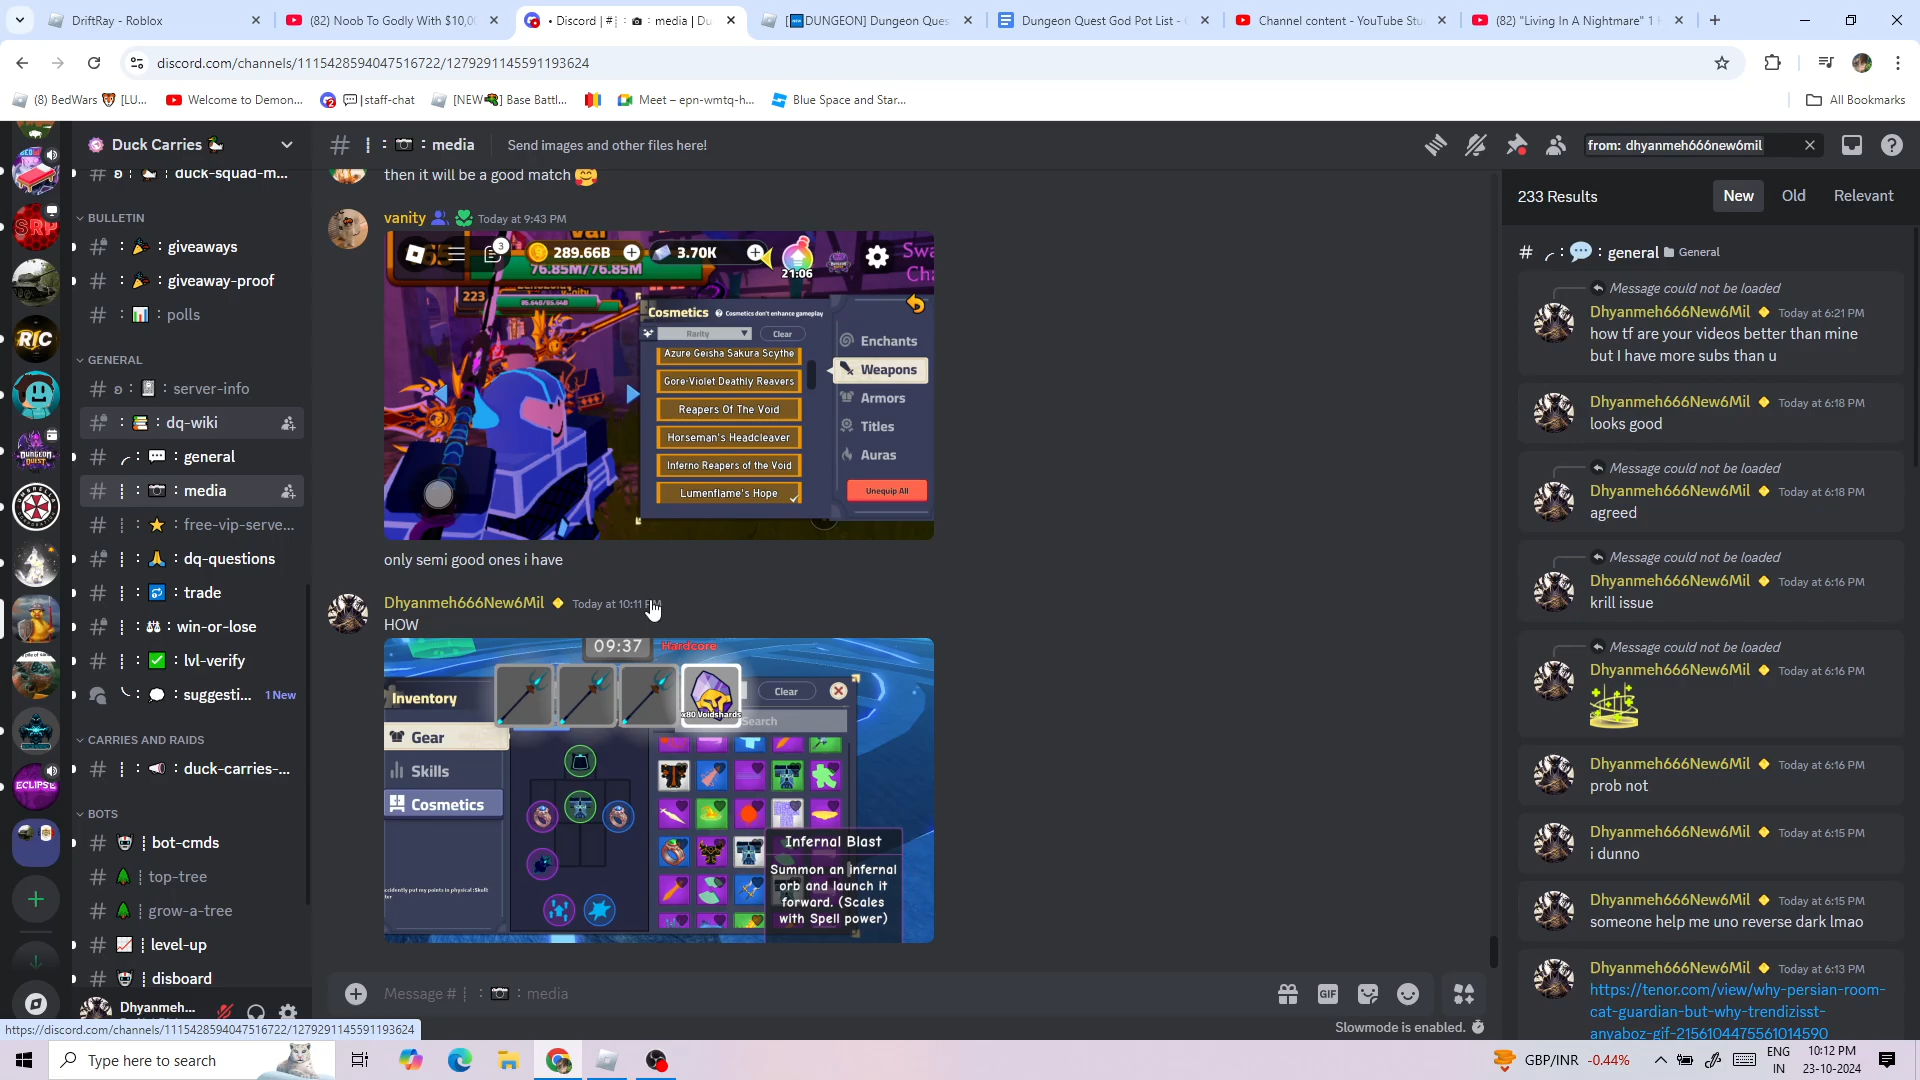 DriftRay - Roblox
(82) Noob To Godly With $10,00
• Discord | #┊ : 📷 : media | Du
[DUNGEON] Dungeon Ques
Dungeon Quest God Pot List -
Channel content - YouTube Stu
(82) "Living In A Nightmare" 1
discord.com/channels/1115428594047516722/1279291145591193624
(8) BedWars 🦁 [LU...
Welcome to Demon...
💬|staff-chat
[NEW🐲] Base Battl...
Meet – epn-wmtq-h...
Blue Space and Star...
All Bookmarks
Duck Carries 🦆
duck-squad-m...
BULLETIN
: 🎉 : giveaways
: 🎉 : giveaway-proof
: 📊 : polls
GENERAL
server-info
: 📚 : dq-wiki
: 💬 : general
┊ : 📷 : media
┊ : ⭐ : free-vip-serve...
┊ : 🙏 : dq-questions
┊ : 🔁 : trade
┊ : ⚖ : win-or-lose
┊ : ✅ : lvl-verify
: 💭 : suggesti... 1 New
CARRIES AND RAIDS
┊ : 📢 : duck-carries-...
BOTS
bot-cmds
🌲 ┊ top-tree
🌲 ┊ grow-a-tree
📈 ┊ level-up
disboard
Dhyanmeh...
┊ : 📷 : media
Send images and other files here!
then it will be a good match 🥰
vanity Today at 9:43 PM
3
289.66B
3.70K
21:06
76.85M/76.85M
223
Cosmetics
Cosmetics don't enhance gameplay
Rarity
Clear
Azure Geisha Sakura Scythe
Gore-Violet Deathly Reavers
Reapers Of The Void
Horseman's Headcleaver
Inferno Reapers of the Void
Lumenflame's Hope
Enchants
Weapons
Armors
Titles
Auras
Unequip All
only semi good ones i have
Dhyanmeh666New6Mil Today at 10:11 PM
HOW
09:37 Hardcore
Inventory
Clear
x80 Voidshards
Search
Gear
Skills
Cosmetics
Infernal Blast
Summon an infernal
orb and launch it
forward. (Scales
with Spell power)
Message #┊ : 📷 : media
Slowmode is enabled.
https://discord.com/channels/1115428594047516722/1279291145591193624
from: dhyanmeh666new6mil
233 Results
New
Old
Relevant
: 💬 : general General
Message could not be loaded
Dhyanmeh666New6Mil Today at 6:21 PM
how tf are your videos better than mine
but I have more subs than u
Dhyanmeh666New6Mil Today at 6:18 PM
looks good
Message could not be loaded
Dhyanmeh666New6Mil Today at 6:18 PM
agreed
Message could not be loaded
Dhyanmeh666New6Mil Today at 6:16 PM
krill issue
Message could not be loaded
Dhyanmeh666New6Mil Today at 6:16 PM
Dhyanmeh666New6Mil Today at 6:16 PM
prob not
Dhyanmeh666New6Mil Today at 6:15 PM
i dunno
Dhyanmeh666New6Mil Today at 6:15 PM
someone help me uno reverse dark lmao
Dhyanmeh666New6Mil Today at 6:13 PM
https://tenor.com/view/why-persian-room-
cat-guardian-but-why-trendizisst-
anyaboz-gif-2156104475561014590
Type here to search
GBP/INR -0.44%
ENG
IN
10:12 PM
23-10-2024